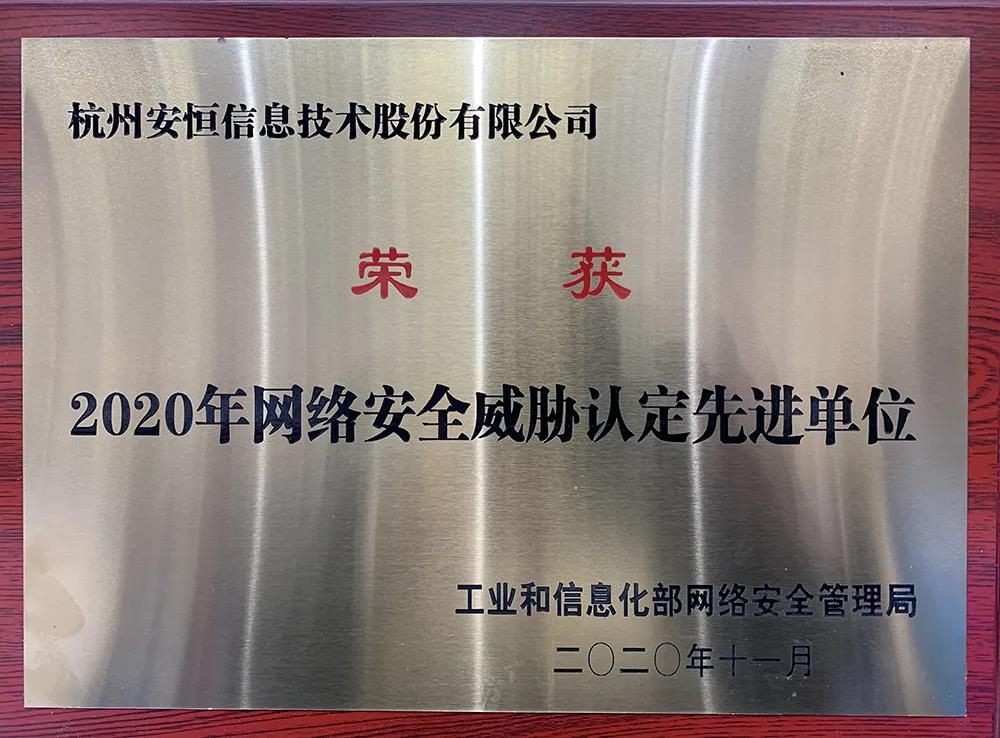 杭州安恒信息技术股份有限公司
荣 获
2020年网络安全威胁认定先进单位
工业和信息化部网络安全管理局
二〇二〇年十一月